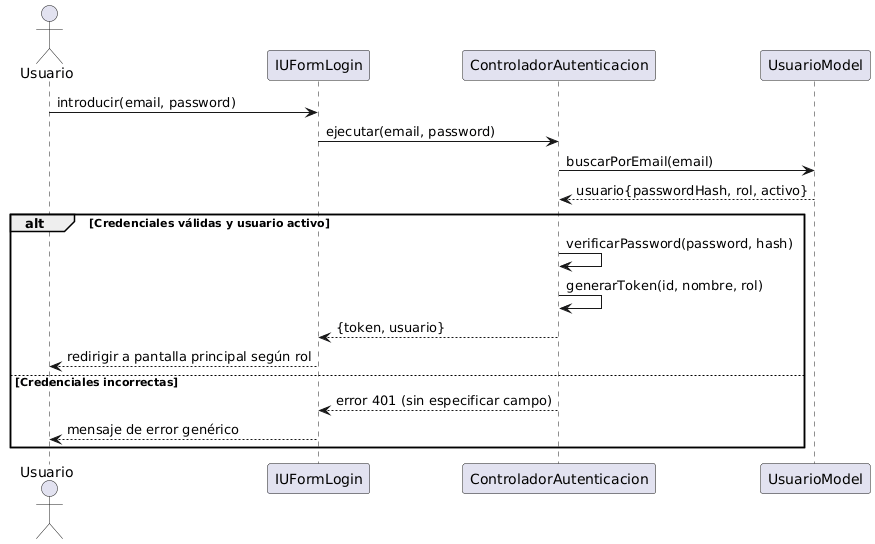 Usuario
IUFormLogin
ControladorAutenticacion
UsuarioModel
introducir(email, password)
ejecutar(email, password)
buscarPorEmail(email)
usuario{passwordHash, rol, activo}
alt
[Credenciales válidas y usuario activo]
verificarPassword(password, hash)
generarToken(id, nombre, rol)
{token, usuario}
redirigir a pantalla principal según rol
[Credenciales incorrectas]
error 401 (sin especificar campo)
mensaje de error genérico
Usuario
IUFormLogin
ControladorAutenticacion
UsuarioModel